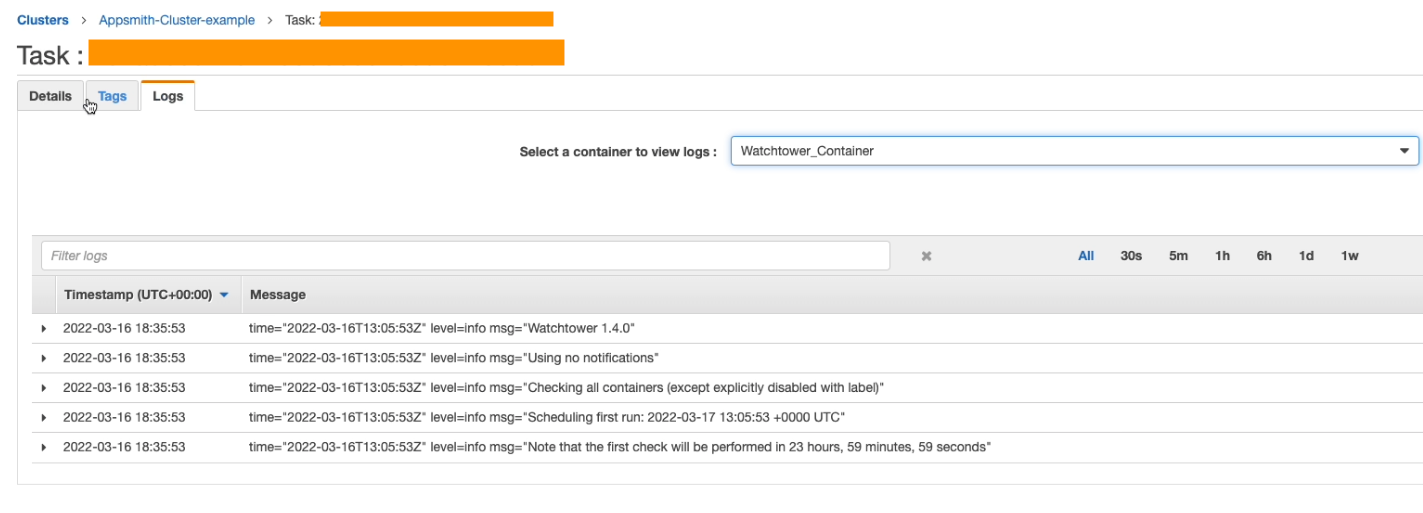 Clusters > Appsmith-Cluster-example > Task:
Task :
Details Tags Logs
Select a container to view logs : Watchtower_Container
Filter logs All 30s 5m 1h 6h 1d 1w
Timestamp (UTC+00:00) Message
2022-03-16 18:35:53 time="2022-03-16T13:05:53Z" level=info msg="Watchtower 1.4.0"
2022-03-16 18:35:53 time="2022-03-16T13:05:53Z" level=info msg="Using no notifications"
2022-03-16 18:35:53 time="2022-03-16T13:05:53Z" level=info msg="Checking all containers (except explicitly disabled with label)"
2022-03-16 18:35:53 time="2022-03-16T13:05:53Z" level=info msg="Scheduling first run: 2022-03-17 13:05:53 +0000 UTC"
2022-03-16 18:35:53 time="2022-03-16T13:05:53Z" level=info msg="Note that the first check will be performed in 23 hours, 59 minutes, 59 seconds"